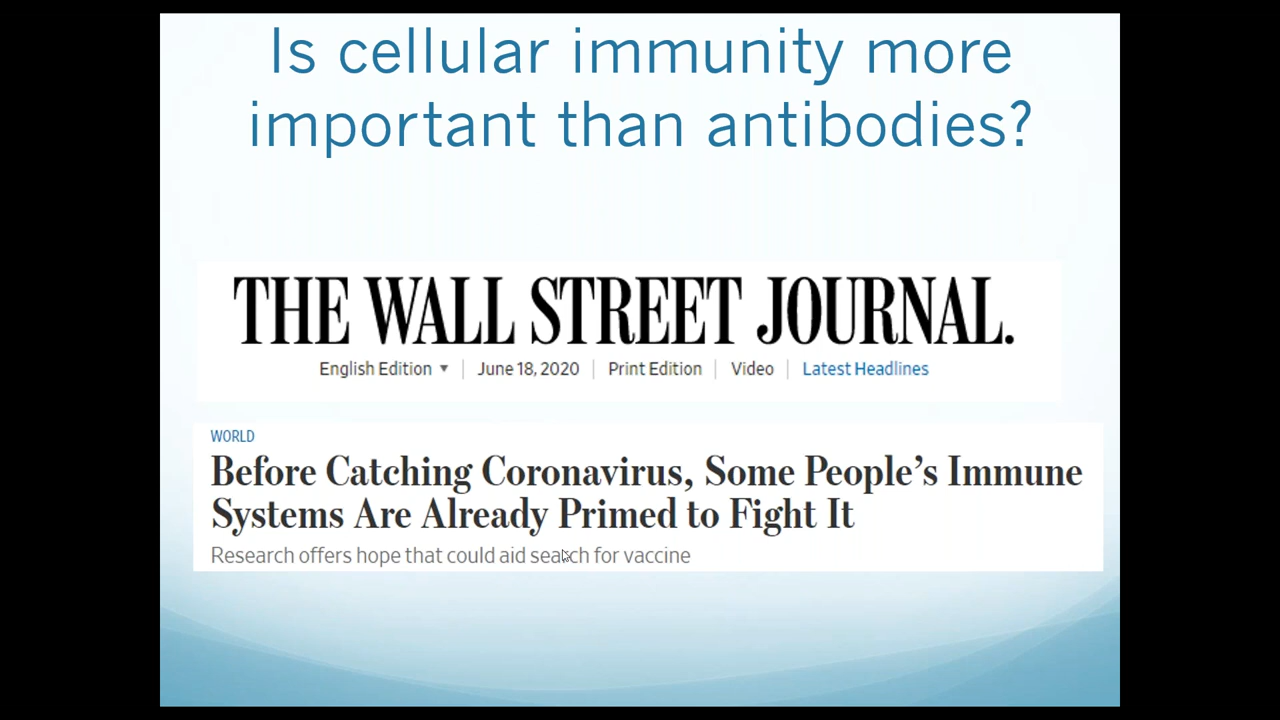 Is cellular immunity more
important than antibodies?
THE WALL STREET JOURNAL.
English Edition ▼ | June 18, 2020 | Print Edition | Video | Latest Headlines
WORLD
Before Catching Coronavirus, Some People’s Immune
Systems Are Already Primed to Fight It
Research offers hope that could aid search for vaccine